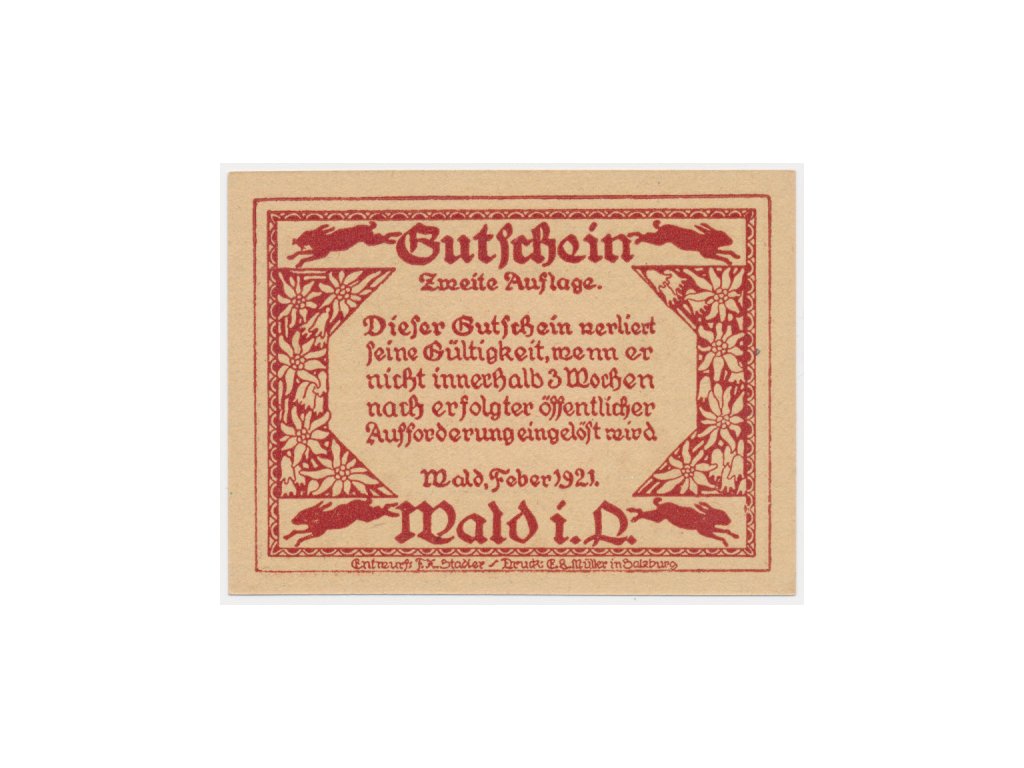 Gutschein
Zweite Auflage.
Dieser Gutschein verliert
seine Gültigkeit, wenn er
nicht innerhalb 3 Wochen
nach erfolgter öffentlicher
Aufforderung eingelöst wird
Wald, Feber 1921.
Wald i. P.
Entwurf: F. K. Stadler / Druck: E. & Müller in Salzburg